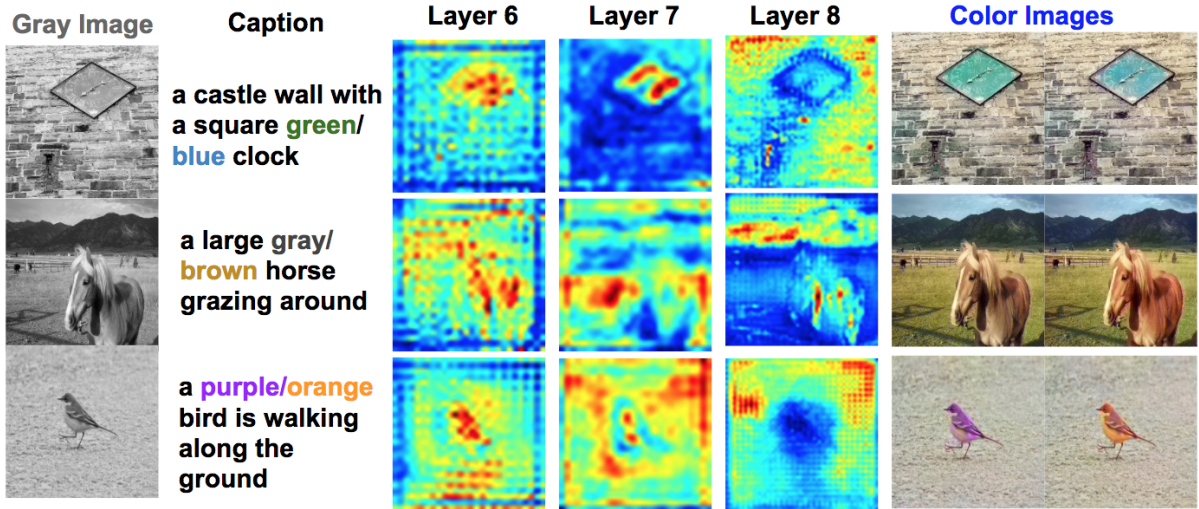 Gray Image Caption Layer 6 Layer 7 Layer 8 Color Images
a castle wall with
a square green/
blue clock
a large gray/
brown horse
grazing around
a purple/orange
bird is walking
along the
ground